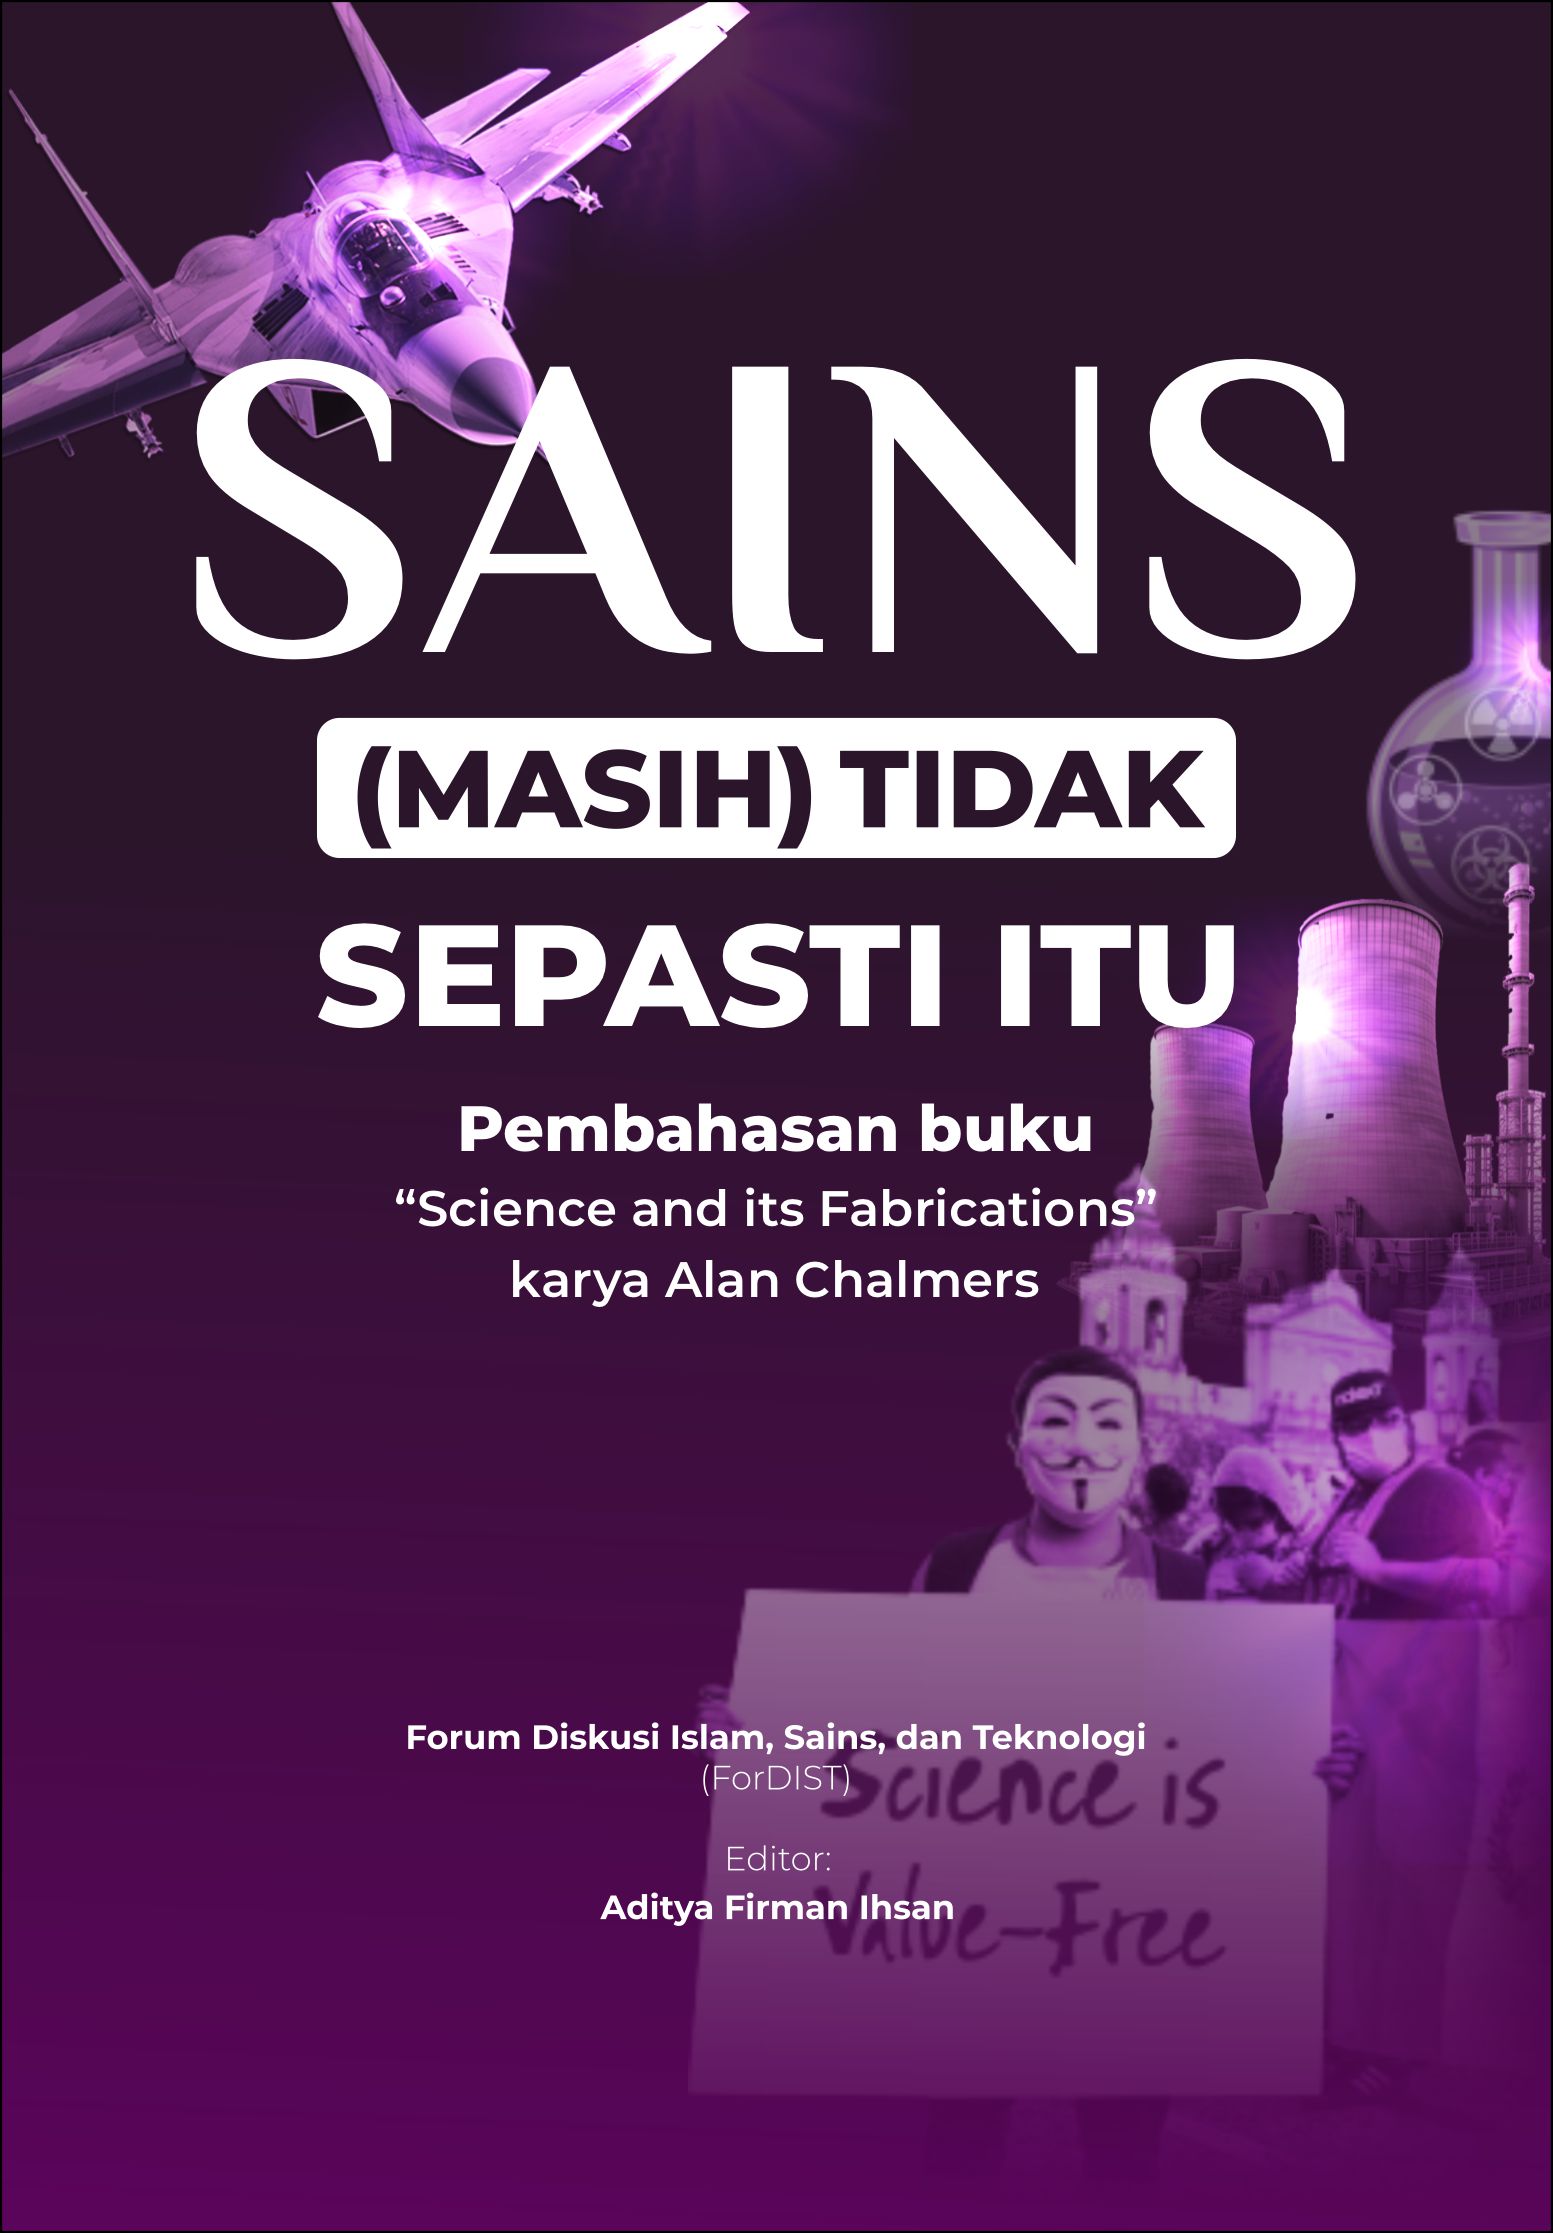 SAINS
(MASIH) TIDAK
SEPASTI ITU
Pembahasan buku
“Science and its Fabrications”
karya Alan Chalmers
Forum Diskusi Islam, Sains, dan Teknologi
(ForDIST)
Editor:
Aditya Firman Ihsan
Science is
Value-Free